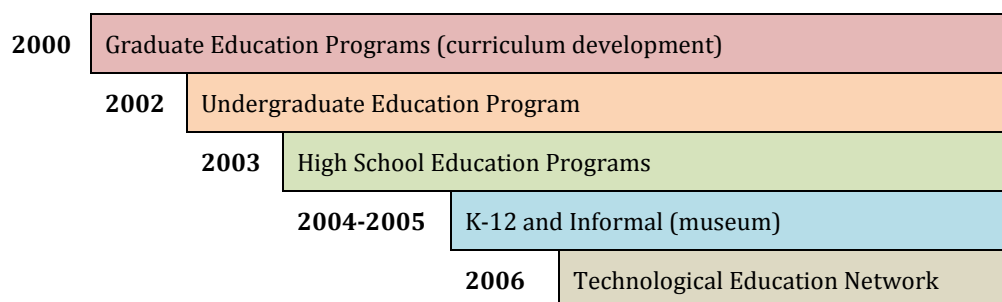 2000 Graduate Education Programs (curriculum development)
2002 Undergraduate Education Program
2003 High School Education Programs
2004-2005 K-12 and Informal (museum)
2006 Technological Education Network